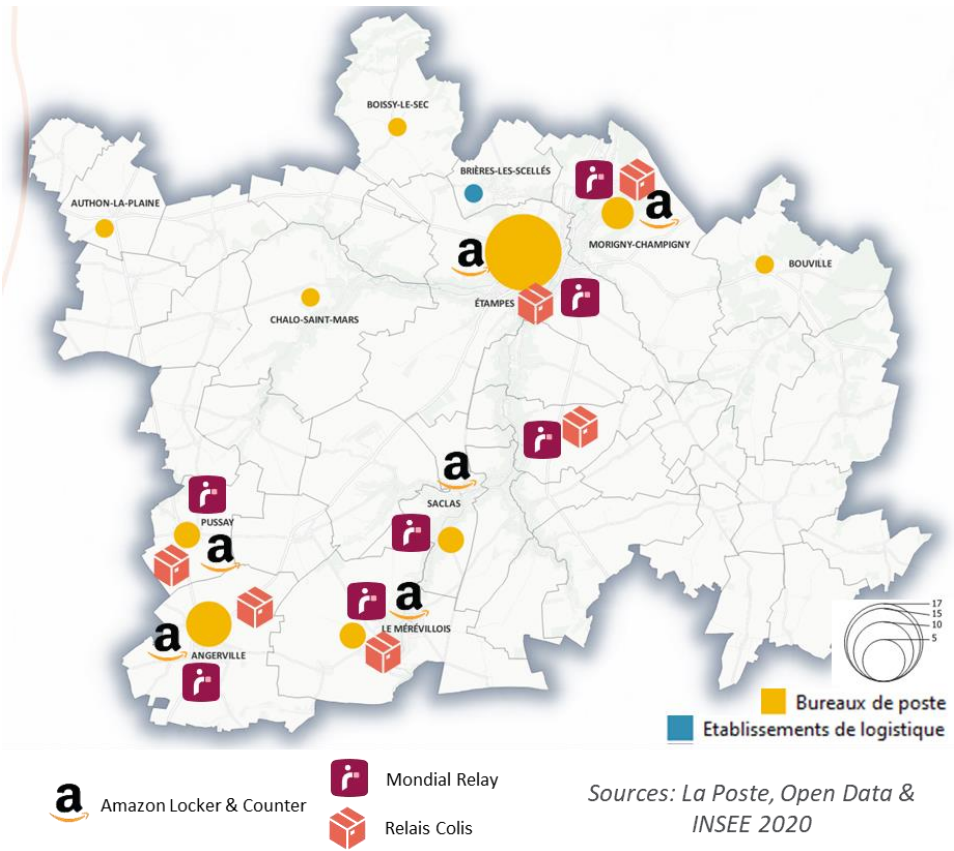 BOISSY-LE-SEC
BRIÈRES-LES-SCELLÉS
AUTHON-LA-PLAINE
a
MORIGNY-CHAMPIGNY
BOUVILLE
a
ÉTAMPES
CHALO-SAINT-MARS
a
SACLAS
PUSSAY
a
a
LE MÉRÉVILLOIS
a
ANGERVILLE
17
15
10
5
Bureaux de poste
Etablissements de logistique
a Amazon Locker & Counter
Mondial Relay
Relais Colis
Sources: La Poste, Open Data &
INSEE 2020